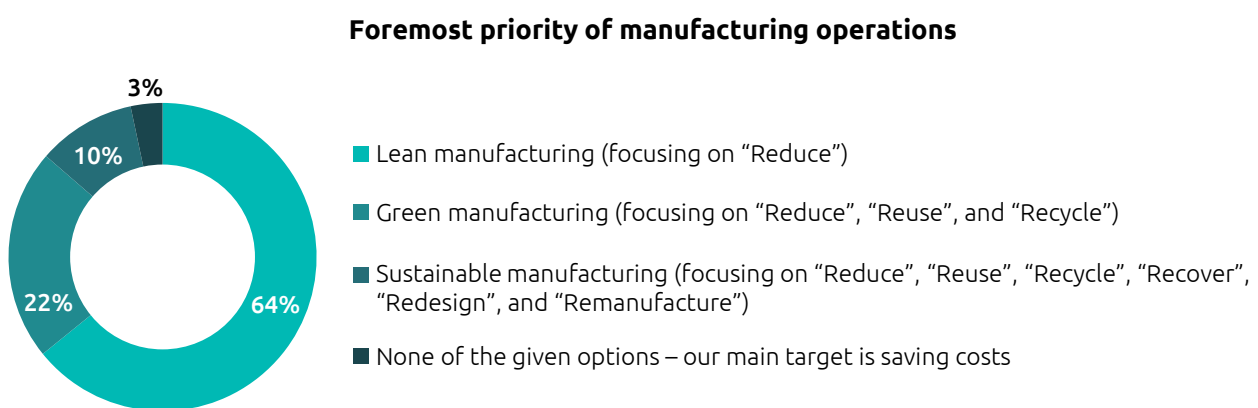 Foremost priority of manufacturing operations
3%
10%
22%
64%
Lean manufacturing (focusing on “Reduce”)
Green manufacturing (focusing on “Reduce”, “Reuse”, and “Recycle”)
Sustainable manufacturing (focusing on “Reduce”, “Reuse”, “Recycle”, “Recover”,
“Redesign”, and “Remanufacture”)
None of the given options – our main target is saving costs